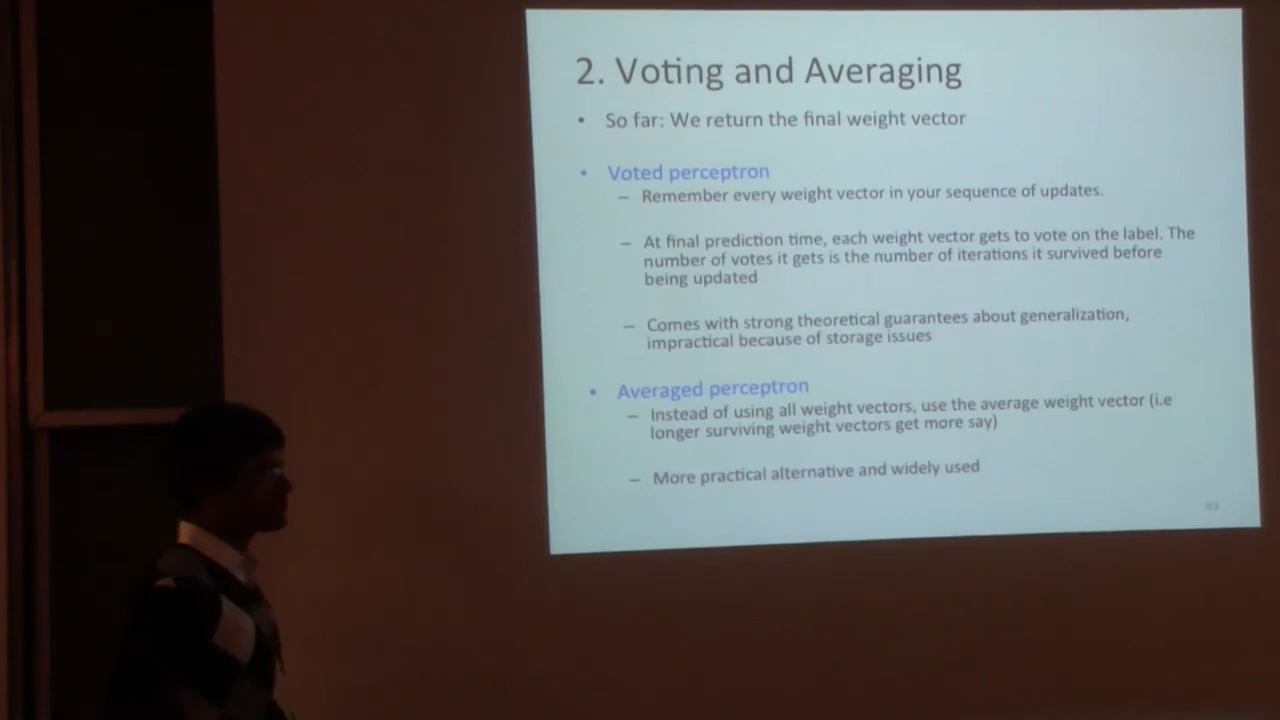 2. Voting and Averaging
• So far: We return the final weight vector
• Voted perceptron
– Remember every weight vector in your sequence of updates.
– At final prediction time, each weight vector gets to vote on the label. The
number of votes it gets is the number of iterations it survived before
being updated
– Comes with strong theoretical guarantees about generalization,
impractical because of storage issues
• Averaged perceptron
– Instead of using all weight vectors, use the average weight vector (i.e
longer surviving weight vectors get more say)
– More practical alternative and widely used